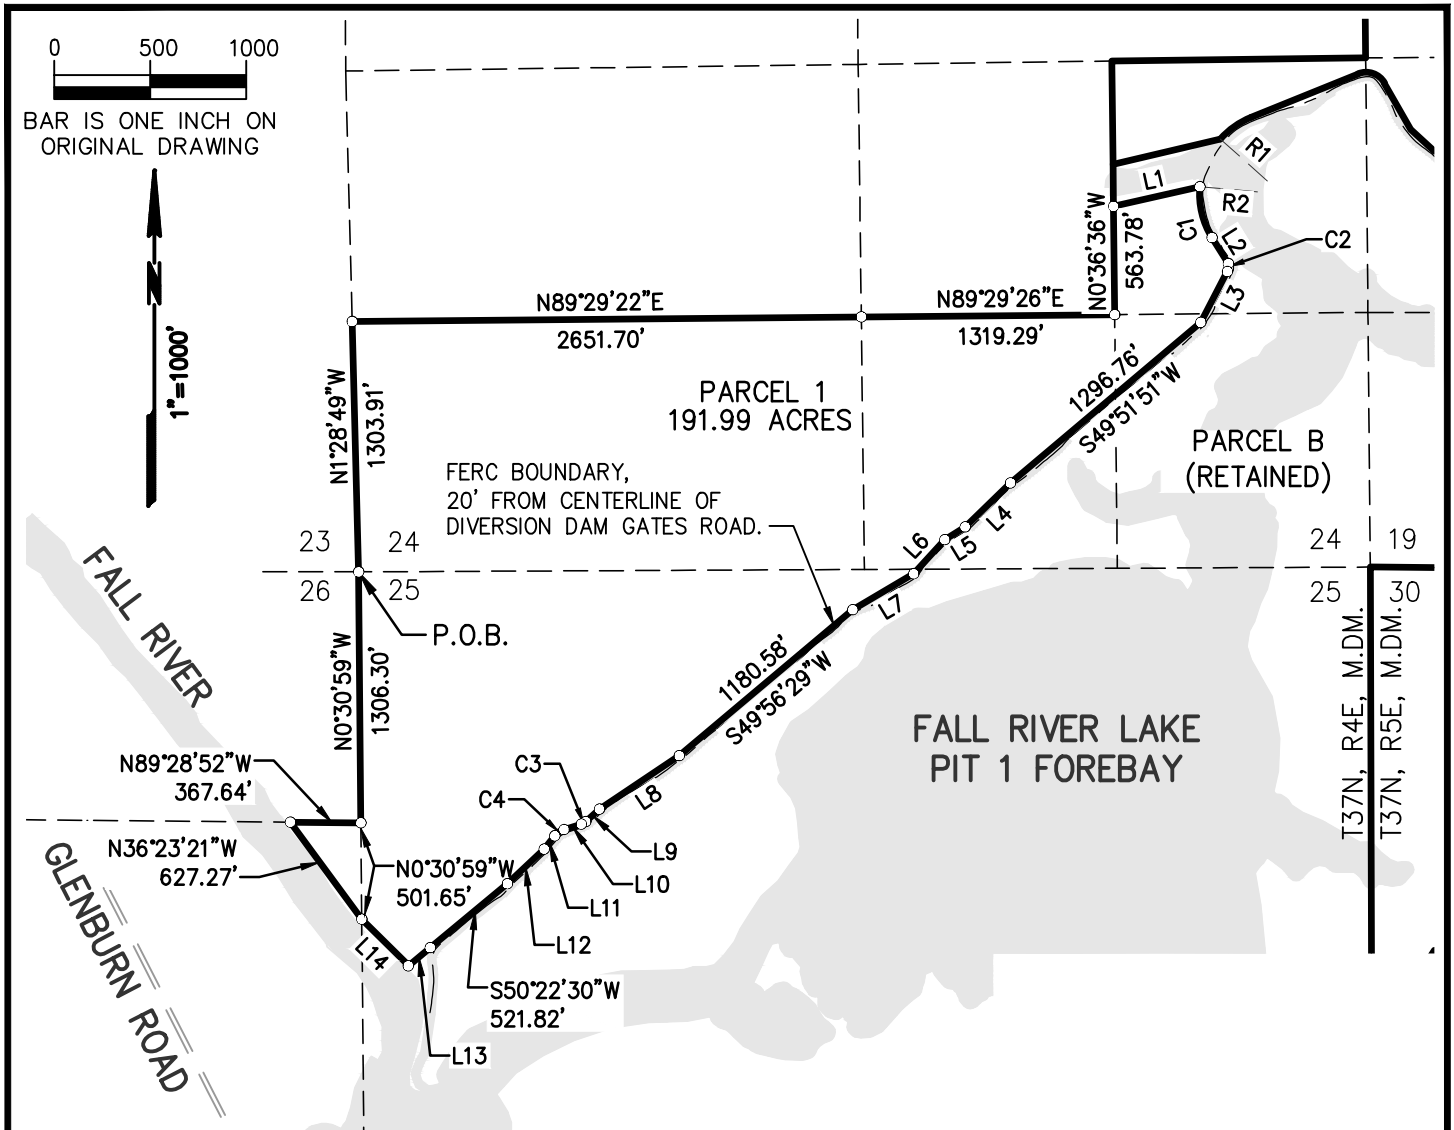 0 500 1000
BAR IS ONE INCH ON
ORIGINAL DRAWING
N
1"=1000'
R1
L1
R2
C1
L2
C2
L3
N0°36'36"W
563.78'
N89°29'22"E
2651.70'
N89°29'26"E
1319.29'
N1°28'49"W
1303.91'
PARCEL 1
191.99 ACRES
1296.76'
S49°51'51"W
PARCEL B
(RETAINED)
FERC BOUNDARY,
20' FROM CENTERLINE OF
DIVERSION DAM GATES ROAD.
L4
L5
L6
L7
23 24
26 25
24 19
25 30
P.O.B.
FALL RIVER
N0°30'59"W
1306.30'
1180.58'
S49°56'29"W
T37N, R4E, M.DM.
T37N, R5E, M.DM.
FALL RIVER LAKE
PIT 1 FOREBAY
N89°28'52"W
367.64'
C3
C4
L8
L9
L10
L11
L12
N36°23'21"W
627.27'
N0°30'59"W
501.65'
GLENBURN ROAD
L14
S50°22'30"W
521.82'
L13